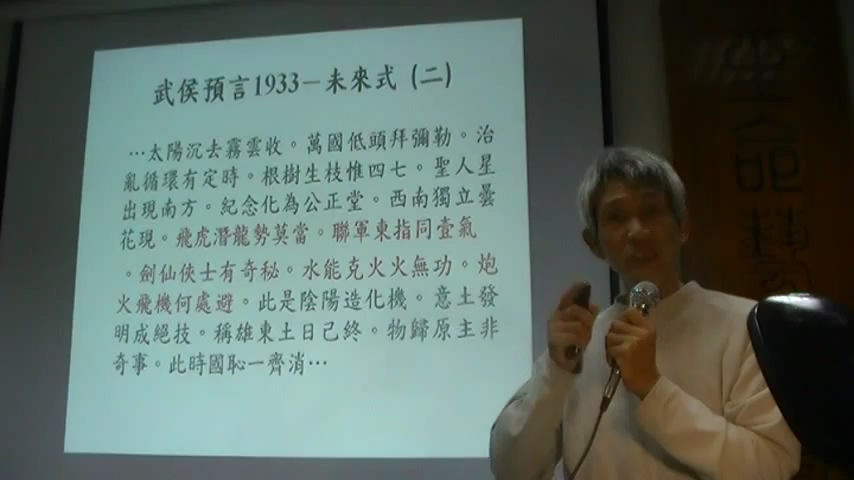 武侯預言1933－未來式 (二)
…太陽沉去霧雲收。萬國低頭拜彌勒。治
亂循環有定時。根樹生枝惟四七。聖人星
出現南方。紀念化為公正堂。西南獨立曇
花現。飛虎潛龍勢莫當。聯軍東指同壹氣
。劍仙俠士有奇秘。水能克火火無功。炮
火飛機何處避。此是陰陽造化機。意土發
明成絕技。稱雄東土日己終。物歸原主非
奇事。此時國恥一齊消…
生命